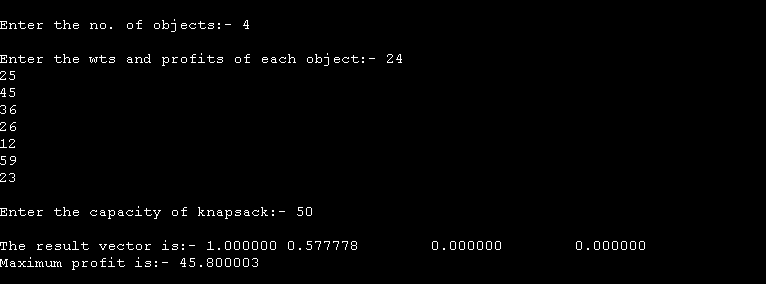 Enter the no. of objects:- 4
Enter the wts and profits of each object:- 24
25
45
36
26
12
59
23
Enter the capacity of knapsack:- 50
The result vector is:- 1.000000 0.577778 0.000000 0.000000
Maximum profit is:- 45.800003